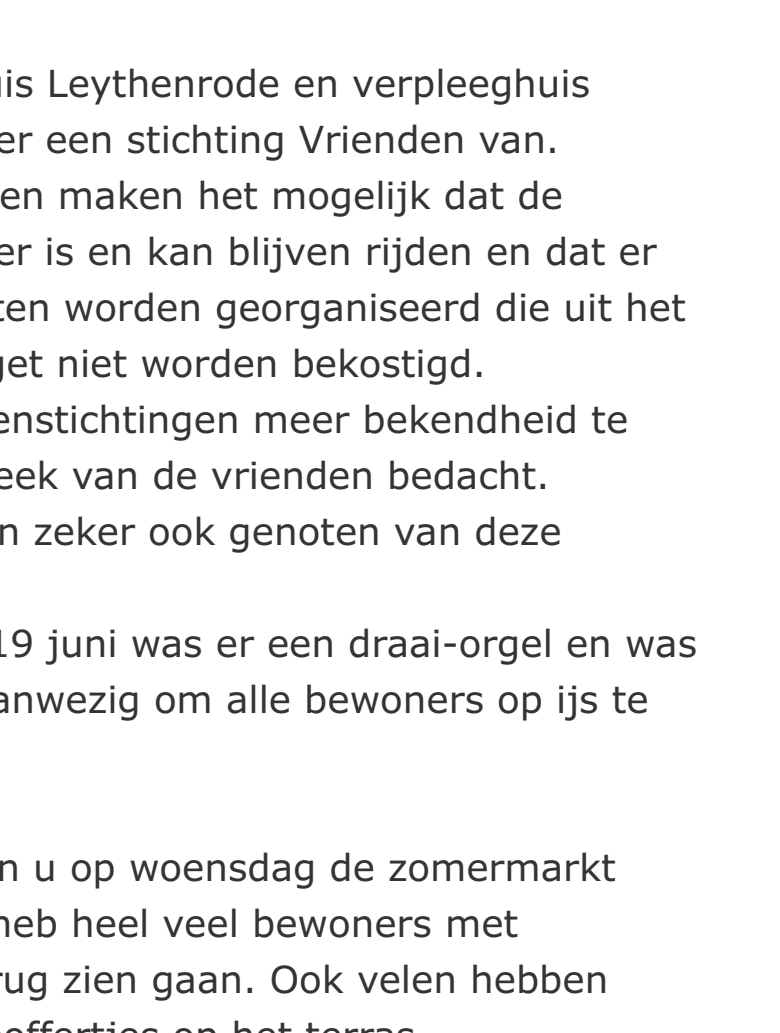 Leythenrode en verpleeghuis
er een stichting Vrienden van.
en maken het mogelijk dat de
er is en kan blijven rijden en dat er
ten worden georganiseerd die uit het
get niet worden bekostigd.
enstichtingen meer bekendheid te
eek van de vrienden bedacht.
n zeker ook genoten van deze
19 juni was er een draai-orgel en was
anwezig om alle bewoners op ijs te
n u op woensdag de zomermarkt
heb heel veel bewoners met
rug zien gaan. Ook velen hebben
op het terras